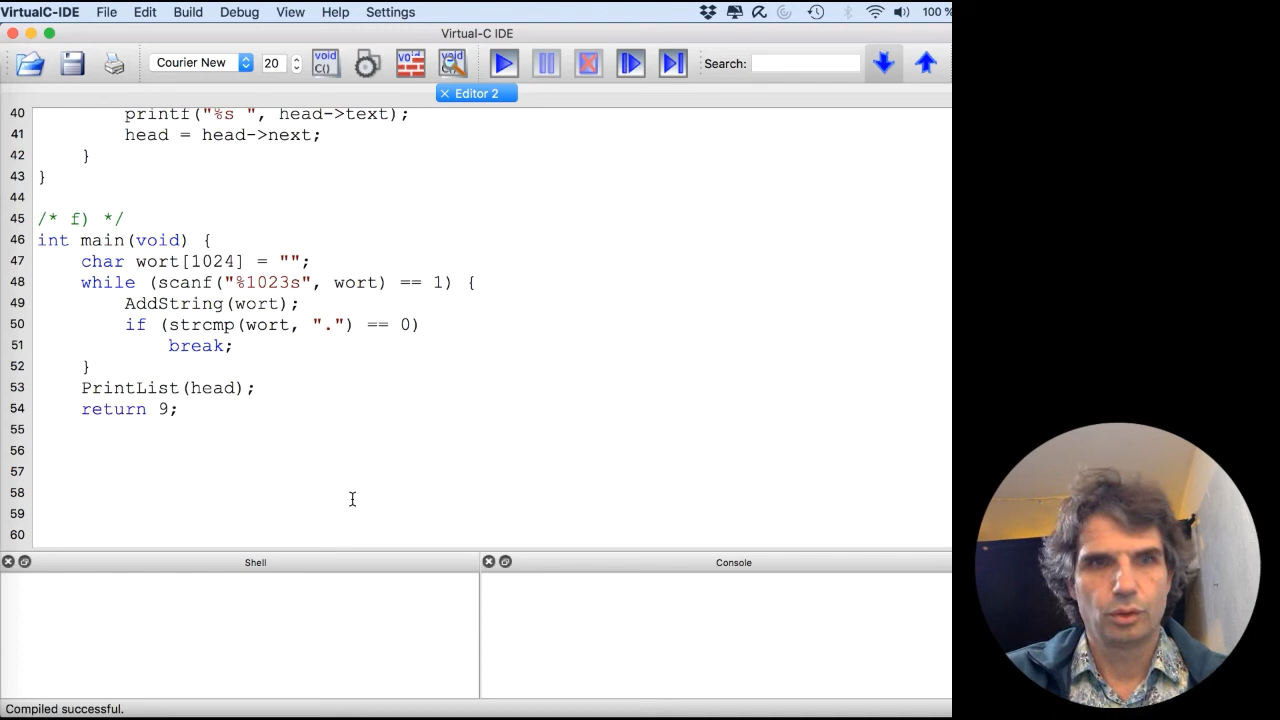 VirtualC-IDE File Edit Build Debug View Help Settings 100 %
Virtual-C IDE
Courier New 20 void C() void void C() Search:
Editor 2
40 printf("%s ", head->text);
41 head = head->next;
42 }
43 }
44
45 /* f) */
46 int main(void) {
47 char wort[1024] = "";
48 while (scanf("%1023s", wort) == 1) {
49 AddString(wort);
50 if (strcmp(wort, ".") == 0)
51 break;
52 }
53 PrintList(head);
54 return 9;
55
56
57
58
59
60
Shell Console
Compiled successful.